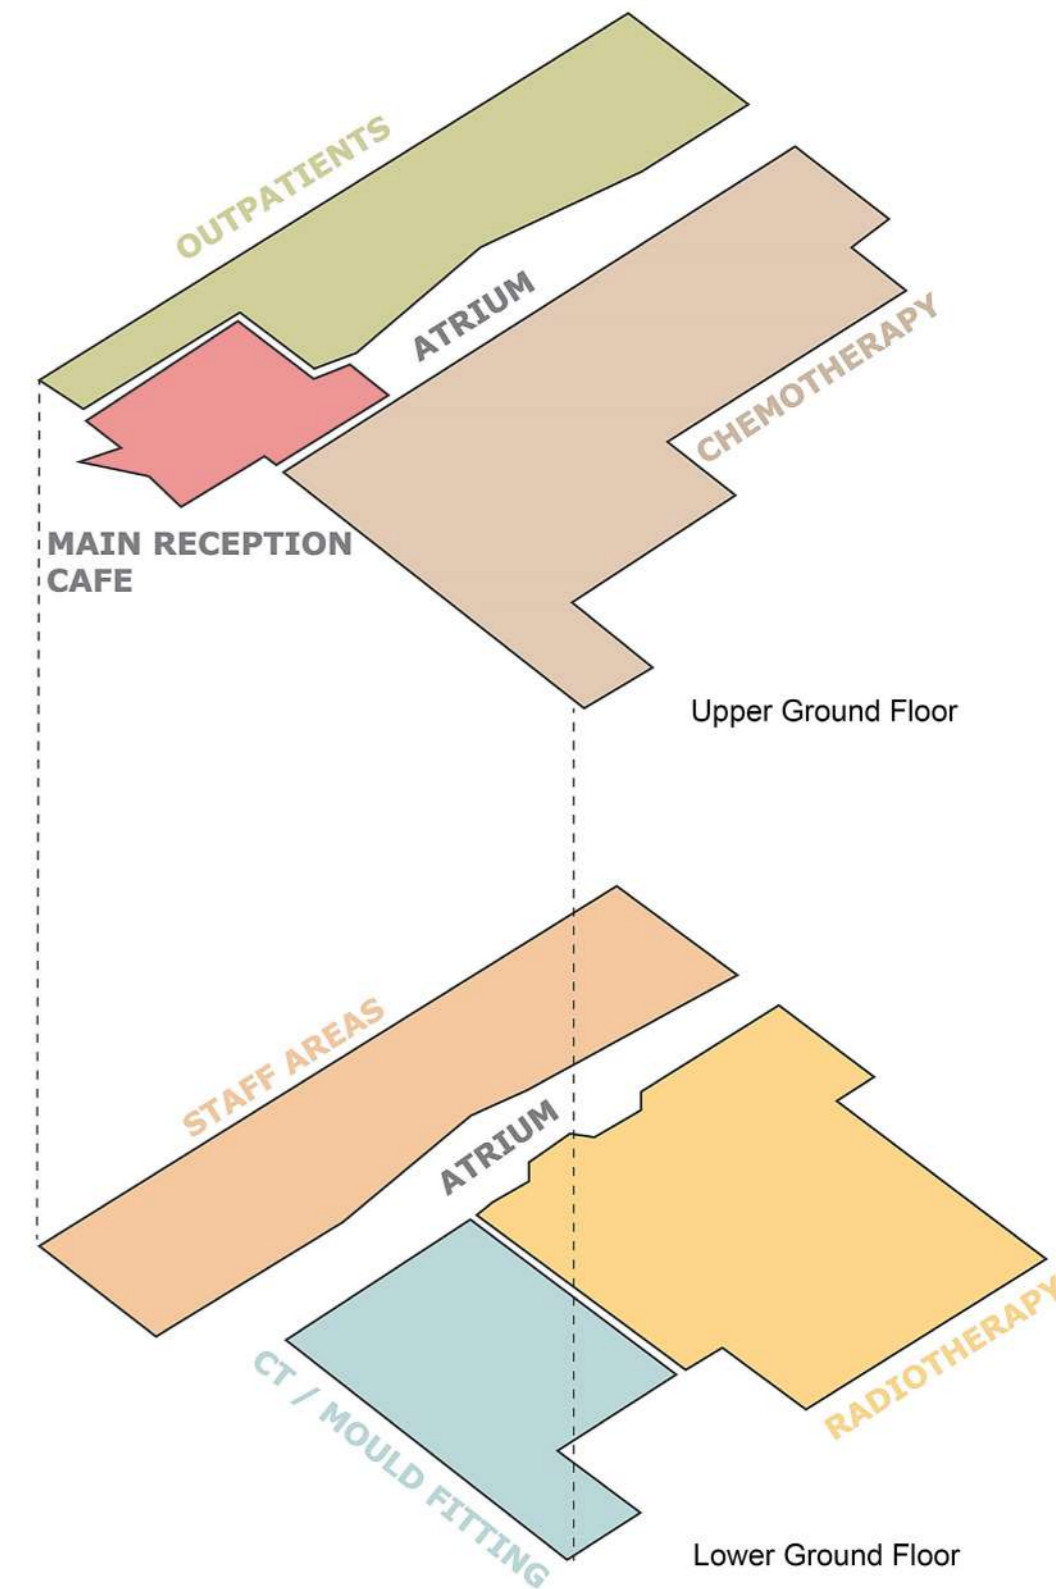 OUTPATIENTS
ATRIUM
CHEMOTHERAPY
MAIN RECEPTION
CAFE
Upper Ground Floor
STAFF AREAS
ATRIUM
RADIOTHERAPY
CT / MOULD FITTING
Lower Ground Floor